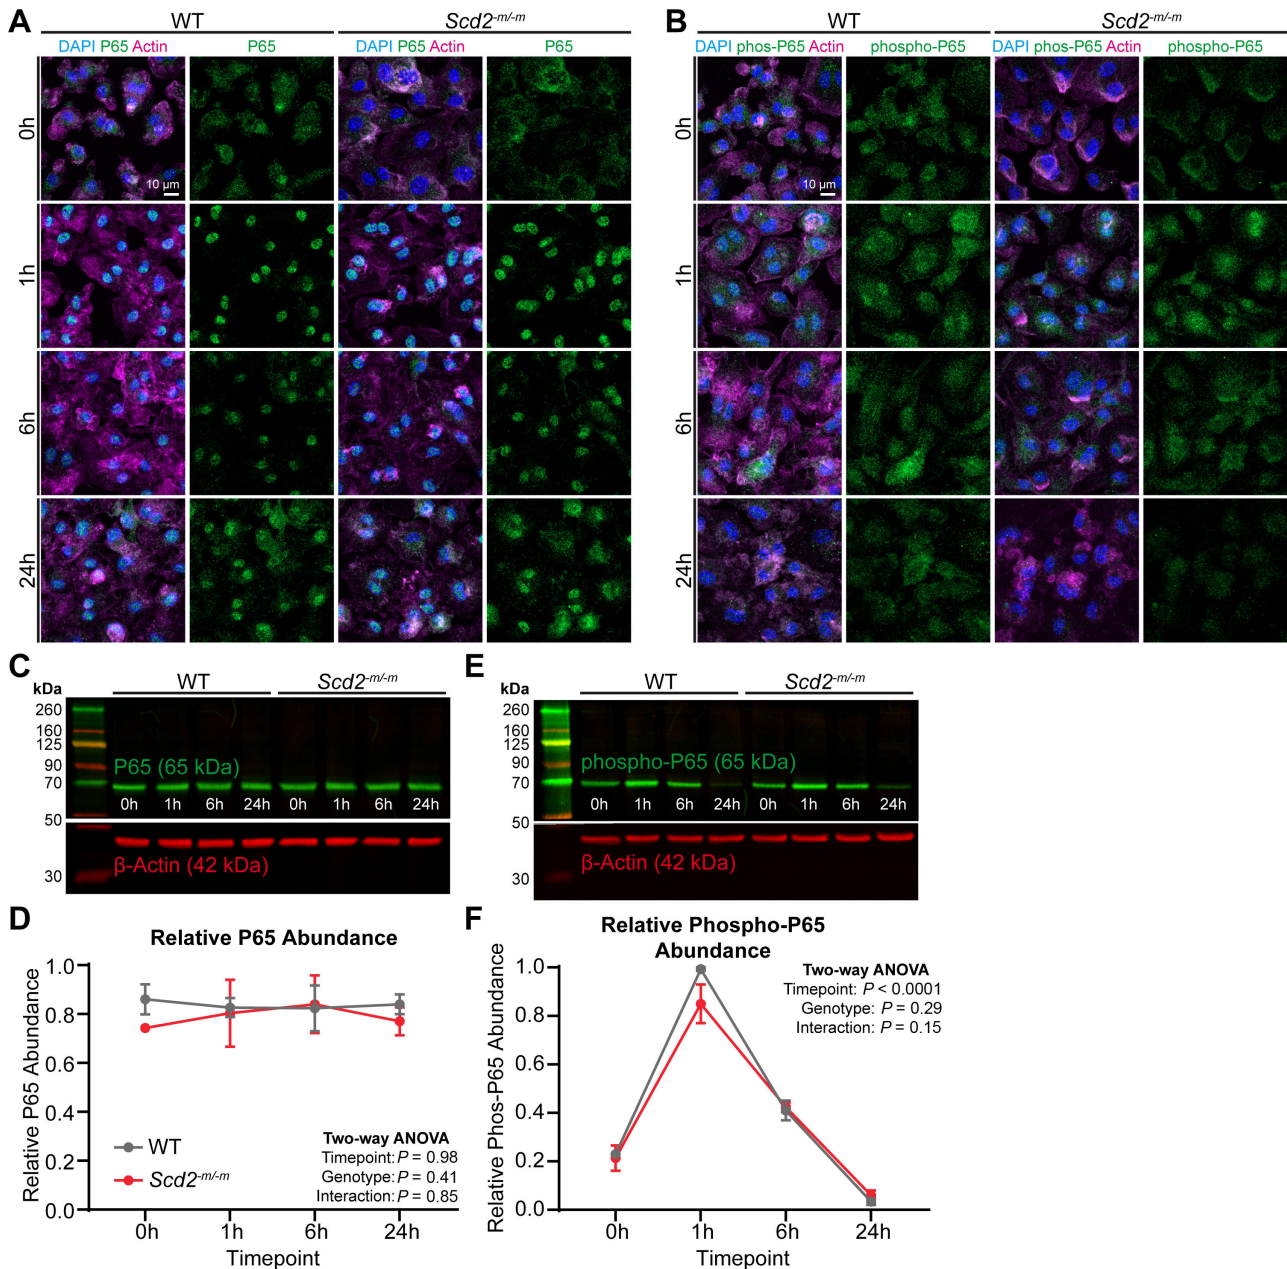 A
WT
Scd2-m/-m
DAPI P65 Actin
P65
DAPI P65 Actin
P65
0h
10 µm
1h
6h
24h
B
WT
Scd2-m/-m
DAPI phos-P65 Actin
phospho-P65
DAPI phos-P65 Actin
phospho-P65
0h
10 µm
1h
6h
24h
C
kDa
WT
Scd2-m/-m
260
160
125
90
70
50
30
P65 (65 kDa)
0h 1h 6h 24h 0h 1h 6h 24h
β-Actin (42 kDa)
E
kDa
WT
Scd2-m/-m
260
160
125
90
70
50
30
phospho-P65 (65 kDa)
0h 1h 6h 24h 0h 1h 6h 24h
β-Actin (42 kDa)
D
Relative P65 Abundance
Relative P65 Abundance
1.0
0.8
0.6
0.4
0.2
0.0
WT
Scd2-m/-m
Two-way ANOVA
Timepoint: P = 0.98
Genotype: P = 0.41
Interaction: P = 0.85
0h 1h 6h 24h
Timepoint
F
Relative Phospho-P65
Abundance
Relative Phos-P65 Abundance
1.0
0.8
0.6
0.4
0.2
0.0
Two-way ANOVA
Timepoint: P < 0.0001
Genotype: P = 0.29
Interaction: P = 0.15
0h 1h 6h 24h
Timepoint